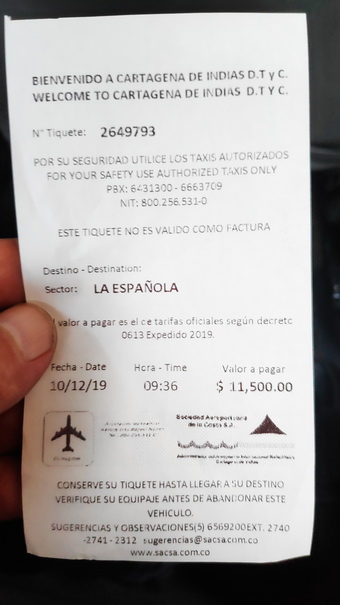 BIENVENIDO A CARTAGENA DE INDIAS D.T y C.
WELCOME TO CARTAGENA DE INDIAS D.T Y C.
N° Tiquete: 2649793
POR SU SEGURIDAD UTILICE LOS TAXIS AUTORIZADOS
FOR YOUR SAFETY USE AUTHORIZED TAXIS ONLY
PBX: 6431300 - 6663709
NIT: 800.256.531-0
ESTE TIQUETE NO ES VALIDO COMO FACTURA
Destino - Destination:
Sector: LA ESPAÑOLA
valor a pagar es el de tarifas oficiales según decreto
0613 Expedido 2019.
Fecha - Date Hora - Time Valor a pagar
10/12/19 09:36 $ 11,500.00
Sociedad Aeroportuaria
de la Costa S.A.
CONSERVE SU TIQUETE HASTA LLEGAR A SU DESTINO
VERIFIQUE SU EQUIPAJE ANTES DE ABANDONAR ESTE
VEHICULO.
SUGERENCIAS Y OBSERVACIONES(5) 6569200EXT. 2740
-2741 - 2312 sugerencias@sacsa.com.co
www.sacsa.com.co